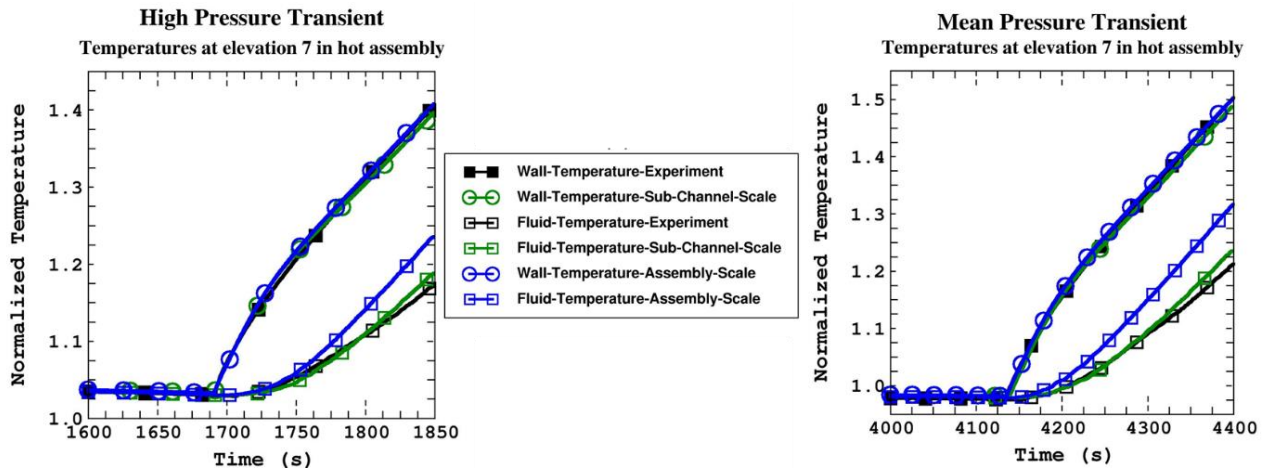 High Pressure Transient
Temperatures at elevation 7 in hot assembly
Normalized Temperature
1.4
1.3
1.2
1.1
1.0
1600 1650 1700 1750 1800 1850
Time (s)
Wall-Temperature-Experiment
Wall-Temperature-Sub-Channel-Scale
Fluid-Temperature-Experiment
Fluid-Temperature-Sub-Channel-Scale
Wall-Temperature-Assembly-Scale
Fluid-Temperature-Assembly-Scale
Mean Pressure Transient
Temperatures at elevation 7 in hot assembly
Normalized Temperature
1.5
1.4
1.3
1.2
1.1
1.0
4000 4100 4200 4300 4400
Time (s)